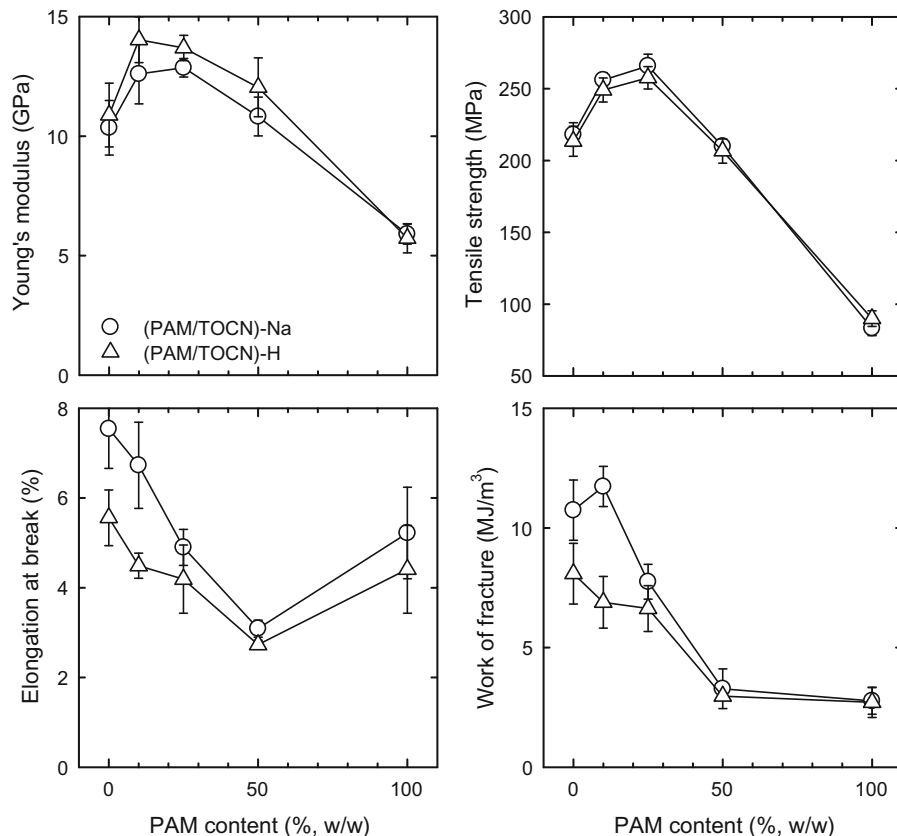 15
10
5
0
Young's modulus (GPa)
(PAM/TOCN)-Na
(PAM/TOCN)-H
300
250
200
150
100
50
Tensile strength (MPa)
8
6
4
2
0
Elongation at break (%)
0 50 100
PAM content (%, w/w)
15
10
5
0
Work of fracture (MJ/m³)
0 50 100
PAM content (%, w/w)